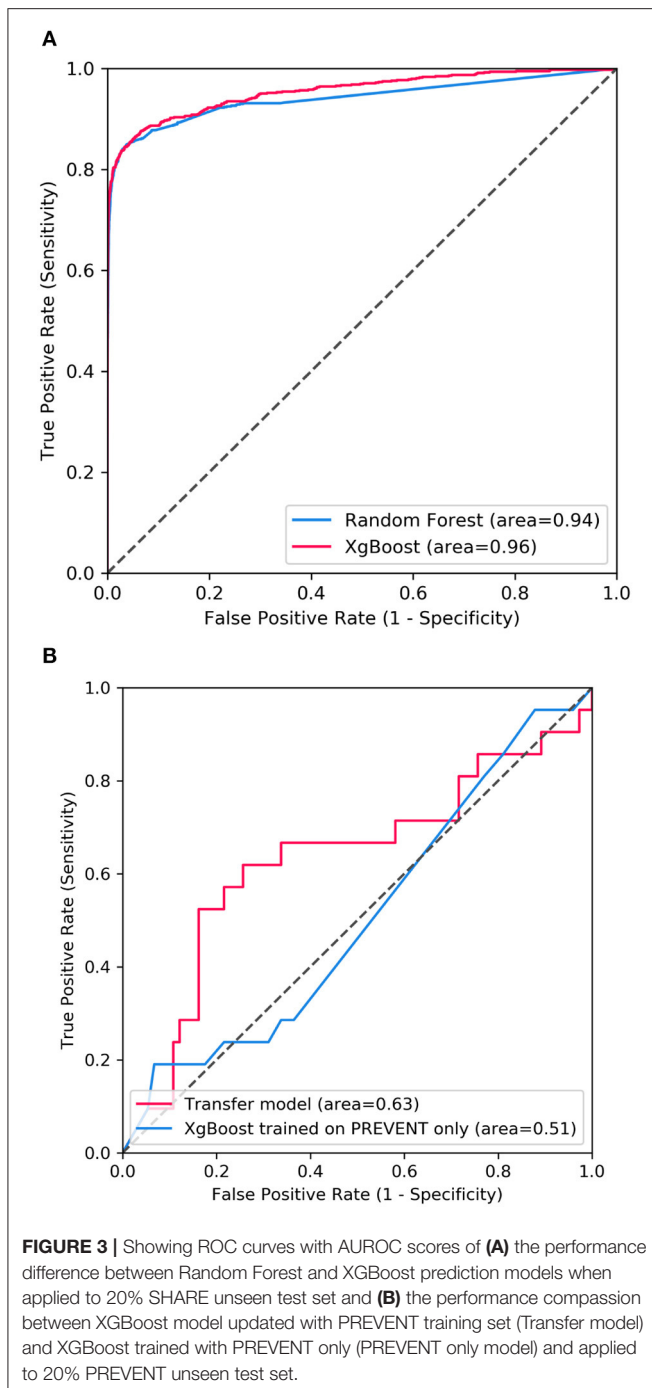 A
1.0
0.8
0.6
0.4
0.2
0.0
True Positive Rate (Sensitivity)
Random Forest (area=0.94)
XgBoost (area=0.96)
0.0 0.2 0.4 0.6 0.8 1.0
False Positive Rate (1 - Specificity)
B
1.0
0.8
0.6
0.4
0.2
0.0
True Positive Rate (Sensitivity)
Transfer model (area=0.63)
XgBoost trained on PREVENT only (area=0.51)
0.0 0.2 0.4 0.6 0.8 1.0
False Positive Rate (1 - Specificity)
FIGURE 3 | Showing ROC curves with AUROC scores of (A) the performance
difference between Random Forest and XGBoost prediction models when
applied to 20% SHARE unseen test set and (B) the performance compassion
between XGBoost model updated with PREVENT training set (Transfer model)
and XGBoost trained with PREVENT only (PREVENT only model) and applied
to 20% PREVENT unseen test set.